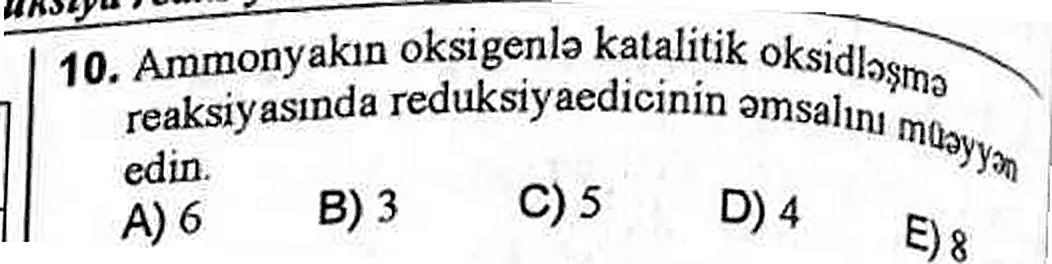 10. Ammonyakın oksigenlə katalitik oksidləşmə
reaksiyasında reduksiyaedicinin əmsalını müəyyən
edin.
A) 6 B) 3 C) 5 D) 4 E) 8